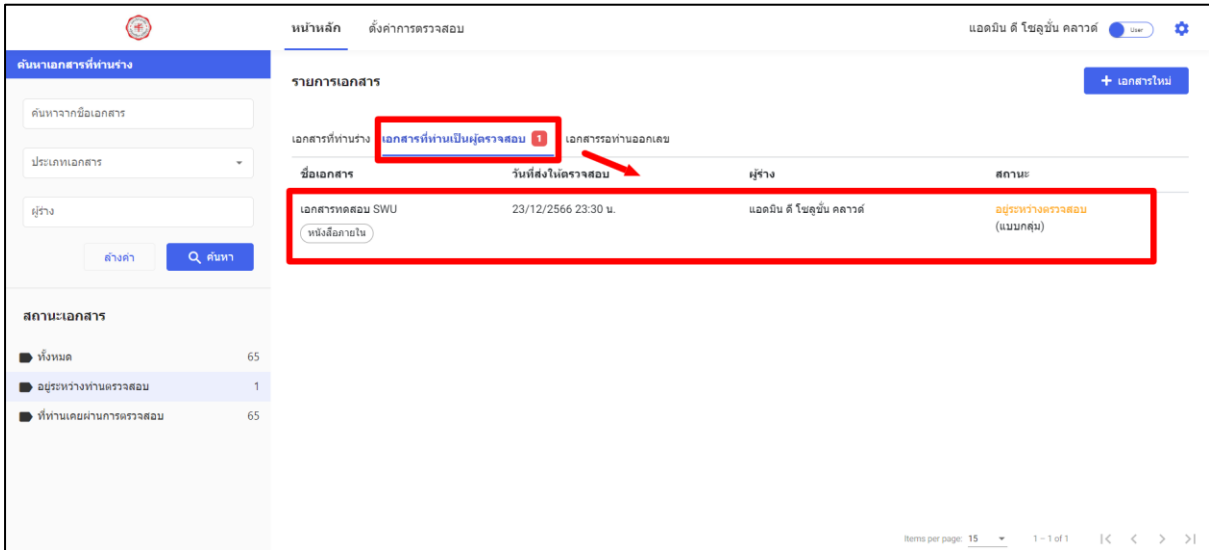 หน้าหลัก ตั้งค่าการตรวจสอบ แอดมิน ดี โซลูชั่น คลาวด์ User
ค้นหาเอกสารที่ท่านร่าง
ค้นหาจากชื่อเอกสาร
ประเภทเอกสาร
ผู้ร่าง
ล้างค่า ค้นหา
สถานะเอกสาร
ทั้งหมด 65
อยู่ระหว่างท่านตรวจสอบ 1
ที่ท่านเคยผ่านการตรวจสอบ 65
รายการเอกสาร + เอกสารใหม่
เอกสารที่ท่านร่าง เอกสารที่ท่านเป็นผู้ตรวจสอบ 1 เอกสารรอท่านออกเลข
ชื่อเอกสาร วันที่ส่งให้ตรวจสอบ ผู้ร่าง สถานะ
เอกสารทดสอบ SWU 23/12/2566 23:30 น. แอดมิน ดี โซลูชั่น คลาวด์ อยู่ระหว่างตรวจสอบ
หนังสือภายใน (แบบกลุ่ม)
Items per page: 15 1 – 1 of 1